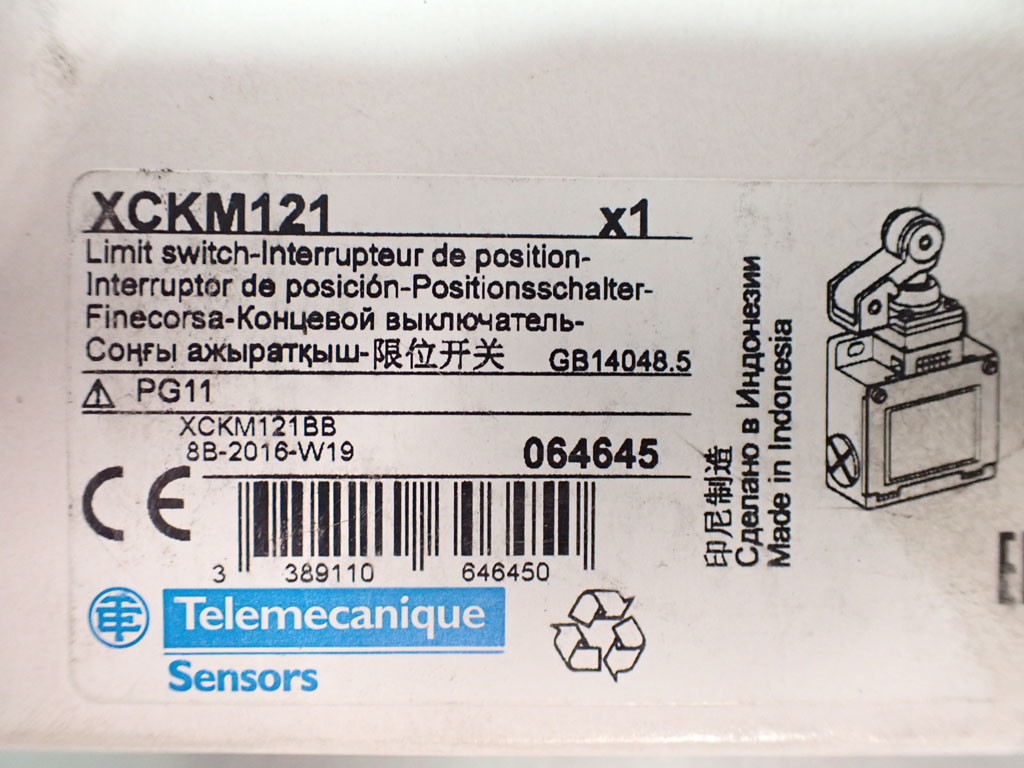 XCKM121 x1
Limit switch-Interrupteur de position-
Interruptor de posición-Positionsschalter-
Finecorsa-Концевой выключатель-
Соңғы ажыратқыш-限位开关 GB14048.5
PG11
XCKM121BB
8B-2016-W19
064645
CE
3 389110 646450
Telemecanique
Sensors
印尼制造
Сделано в Индонезии
Made in Indonesia